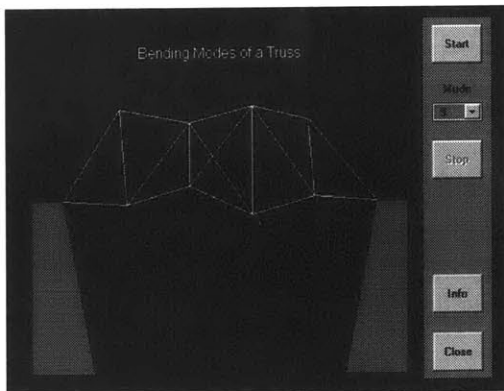 Bending Modes of a Truss
Start
Mode
Stop
Info
Close